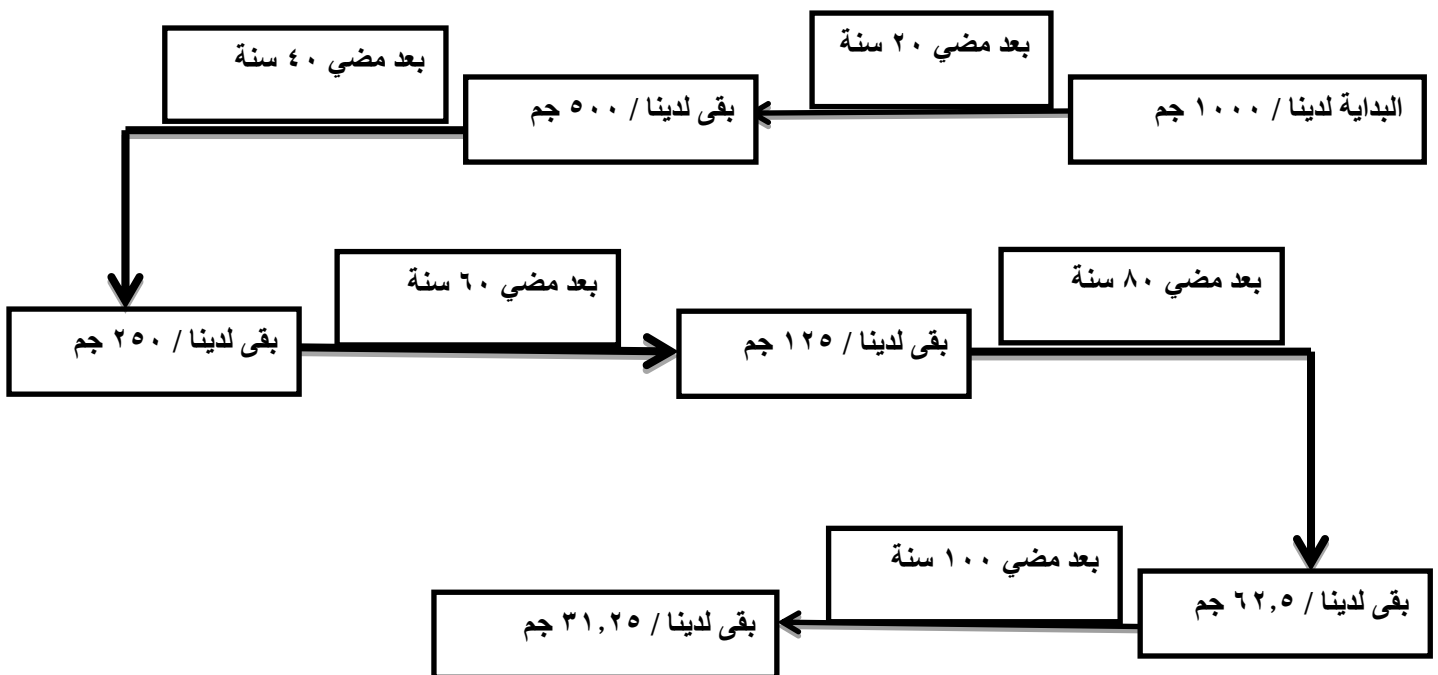 البداية لدينا / ١٠٠٠ جم
بعد مضي ٢٠ سنة
بقى لدينا / ٥٠٠ جم
بعد مضي ٤٠ سنة
بقى لدينا / ٢٥٠ جم
بعد مضي ٦٠ سنة
بقى لدينا / ١٢٥ جم
بعد مضي ٨٠ سنة
بقى لدينا / ٦٢,٥ جم
بعد مضي ١٠٠ سنة
بقى لدينا / ٣١,٢٥ جم